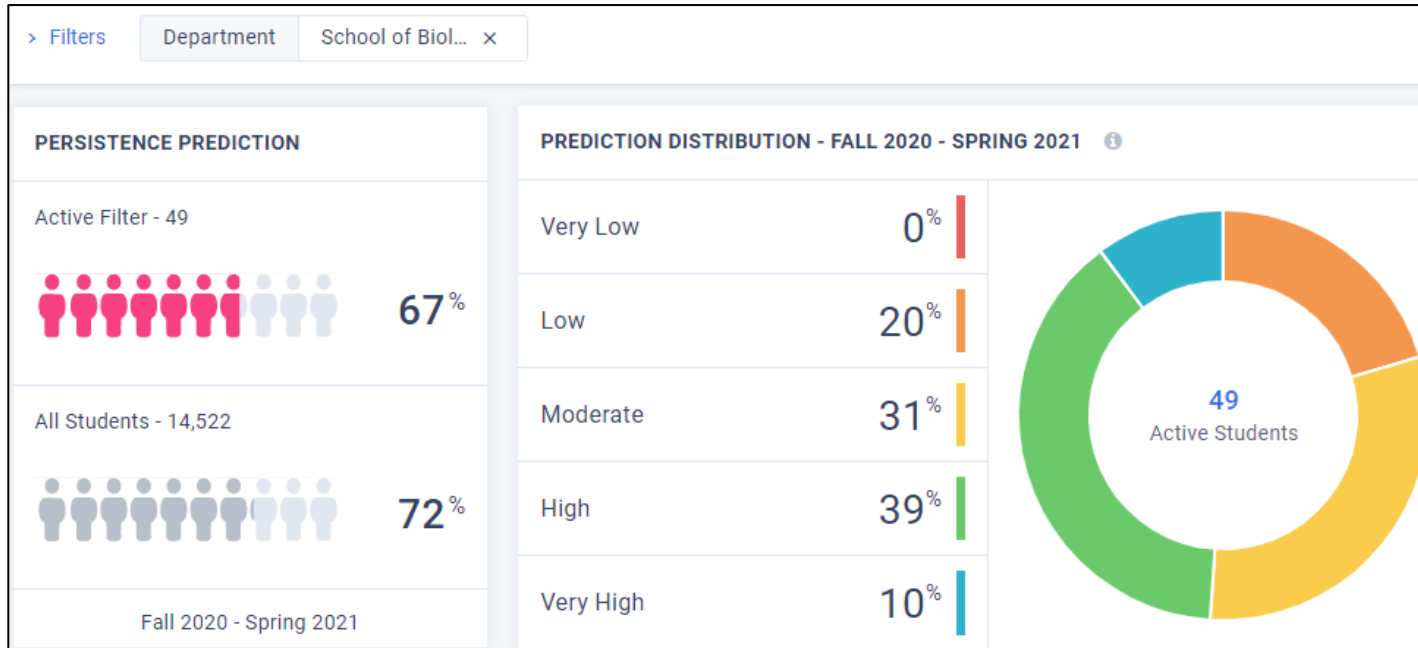 > Filters Department School of Biol... ×
PERSISTENCE PREDICTION
Active Filter - 49
67%
All Students - 14,522
72%
Fall 2020 - Spring 2021
PREDICTION DISTRIBUTION - FALL 2020 - SPRING 2021 i
Very Low 0%
Low 20%
Moderate 31%
High 39%
Very High 10%
49
Active Students